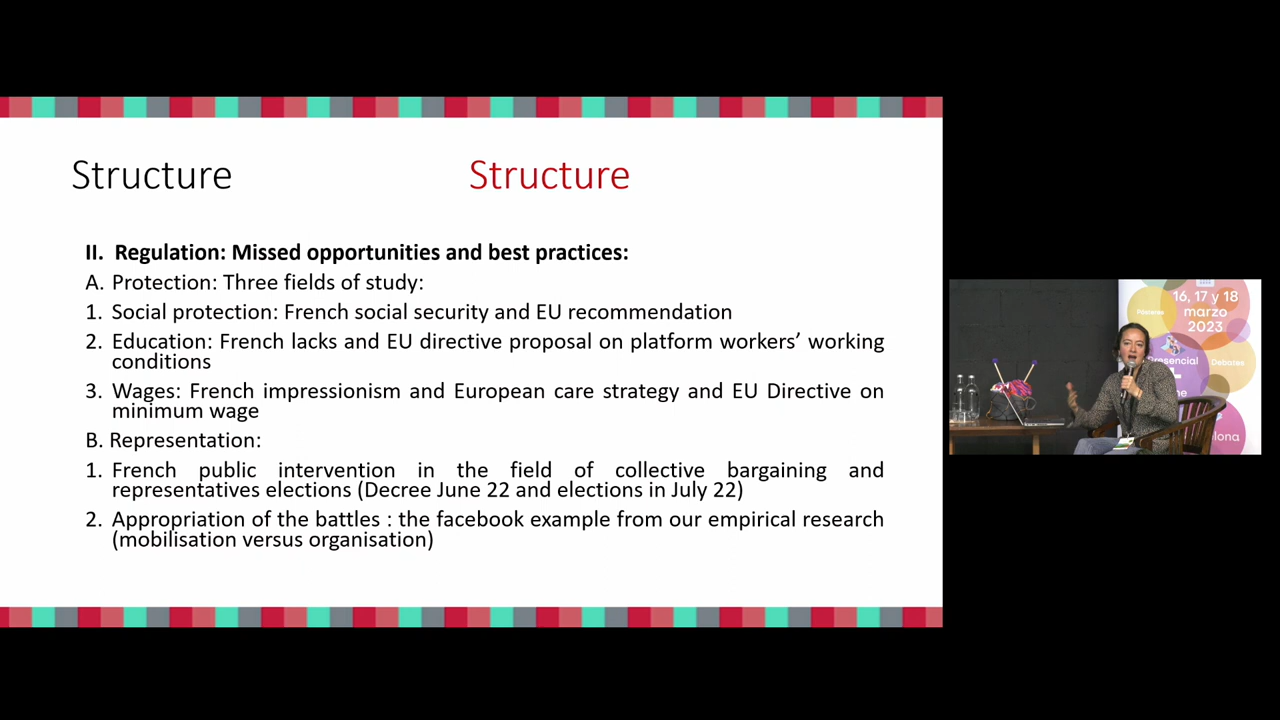 Structure
Structure
II. Regulation: Missed opportunities and best practices:
A. Protection: Three fields of study:
1. Social protection: French social security and EU recommendation
2. Education: French lacks and EU directive proposal on platform workers’ working
conditions
3. Wages: French impressionism and European care strategy and EU Directive on
minimum wage
B. Representation:
1. French public intervention in the field of collective bargaining and
representatives elections (Decree June 22 and elections in July 22)
2. Appropriation of the battles : the facebook example from our empirical research
(mobilisation versus organisation)
16, 17 y 18
marzo
2023
Debates